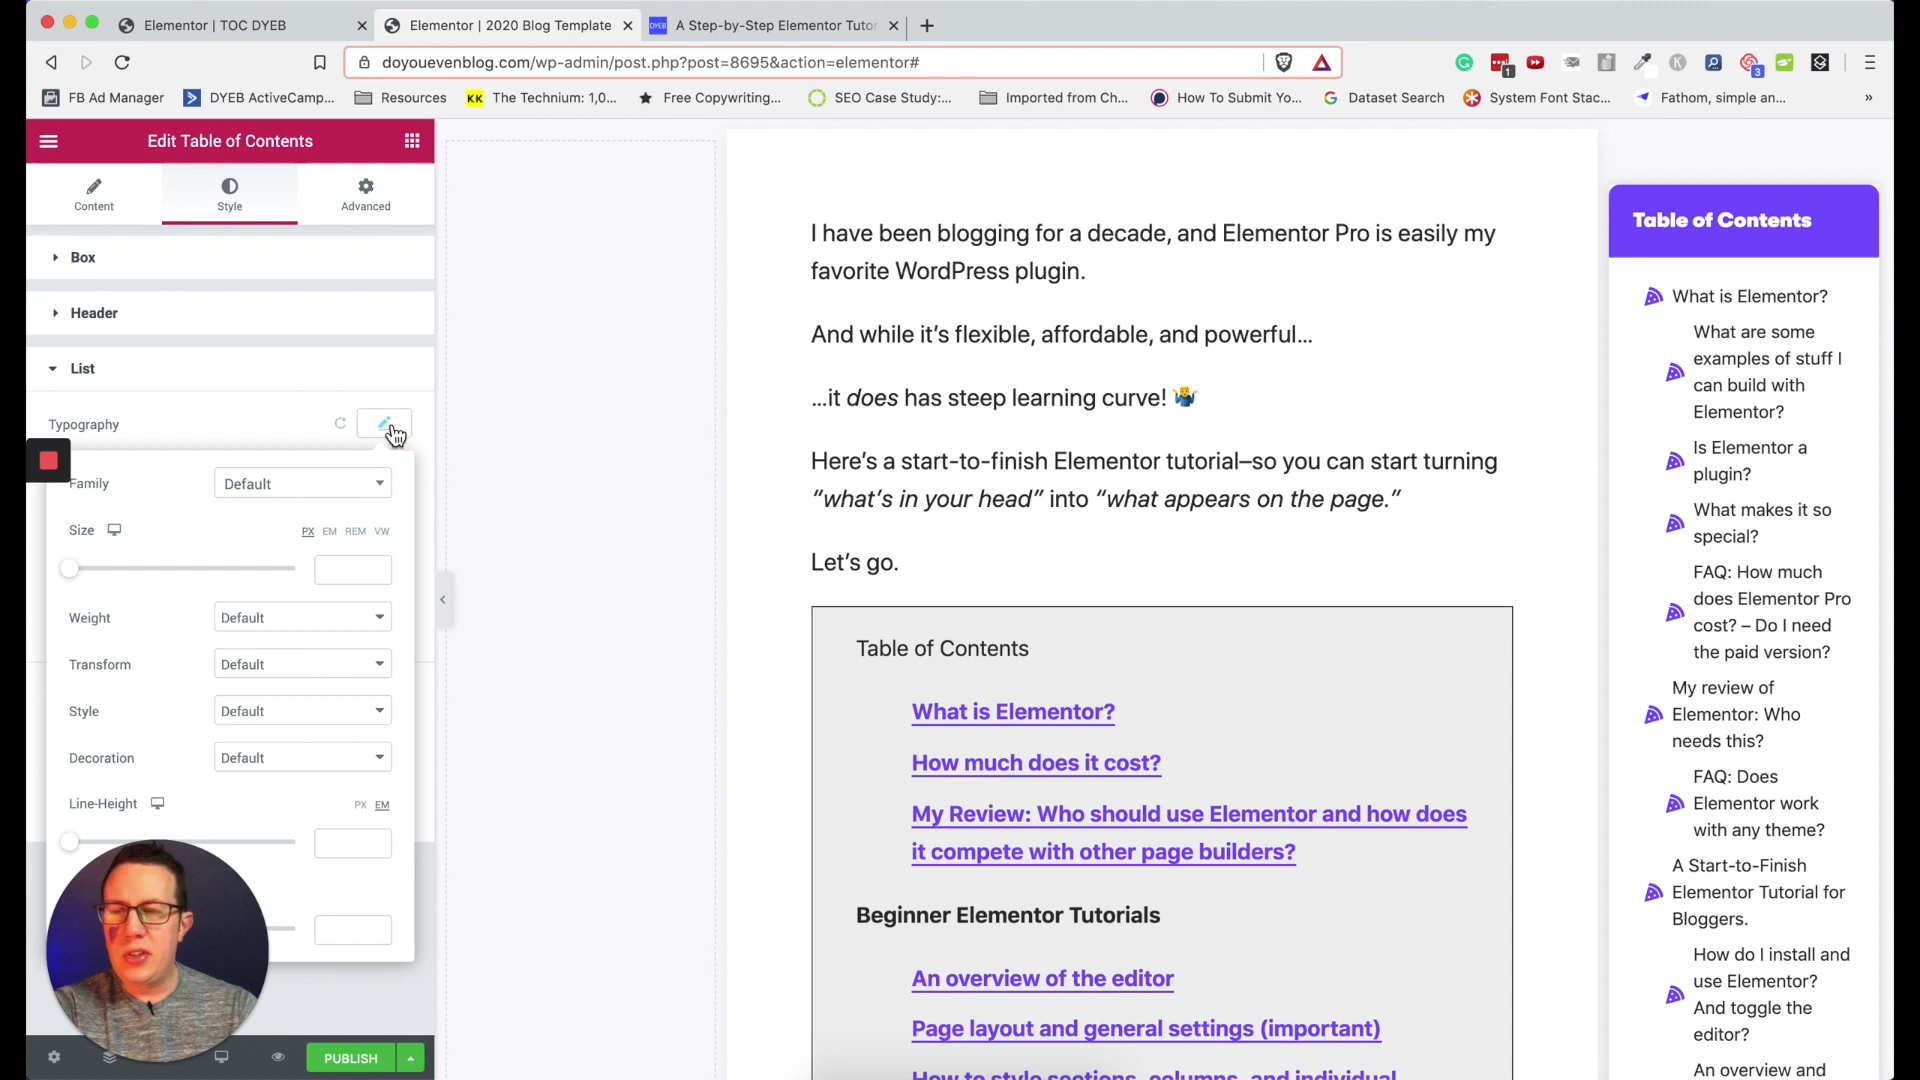 Elementor | TOC DYEB
Elementor | 2020 Blog Template
DYEB A Step-by-Step Elementor Tutor
doyouevenblog.com/wp-admin/post.php?post=8695&action=elementor#
1
K
3
FB Ad Manager
DYEB ActiveCamp...
Resources
KK The Technium: 1,0...
Free Copywriting...
SEO Case Study:...
Imported from Ch...
How To Submit Yo...
G Dataset Search
System Font Stac...
Fathom, simple an...
»
Edit Table of Contents
Content
Style
Advanced
Box
Header
List
Typography
Family
Default
Size
PX EM REM VW
Weight
Default
Transform
Default
Style
Default
Decoration
Default
Line-Height
PX EM
PUBLISH
I have been blogging for a decade, and Elementor Pro is easily my
favorite WordPress plugin.
And while it's flexible, affordable, and powerful...
...it does has steep learning curve! 🤷‍♂️
Here's a start-to-finish Elementor tutorial–so you can start turning
“what's in your head” into “what appears on the page.”
Let's go.
Table of Contents
What is Elementor?
How much does it cost?
My Review: Who should use Elementor and how does
it compete with other page builders?
Beginner Elementor Tutorials
An overview of the editor
Page layout and general settings (important)
How to style sections, columns, and individual
Table of Contents
What is Elementor?
What are some
examples of stuff I
can build with
Elementor?
Is Elementor a
plugin?
What makes it so
special?
FAQ: How much
does Elementor Pro
cost? – Do I need
the paid version?
My review of
Elementor: Who
needs this?
FAQ: Does
Elementor work
with any theme?
A Start-to-Finish
Elementor Tutorial for
Bloggers.
How do I install and
use Elementor?
And toggle the
editor?
An overview and